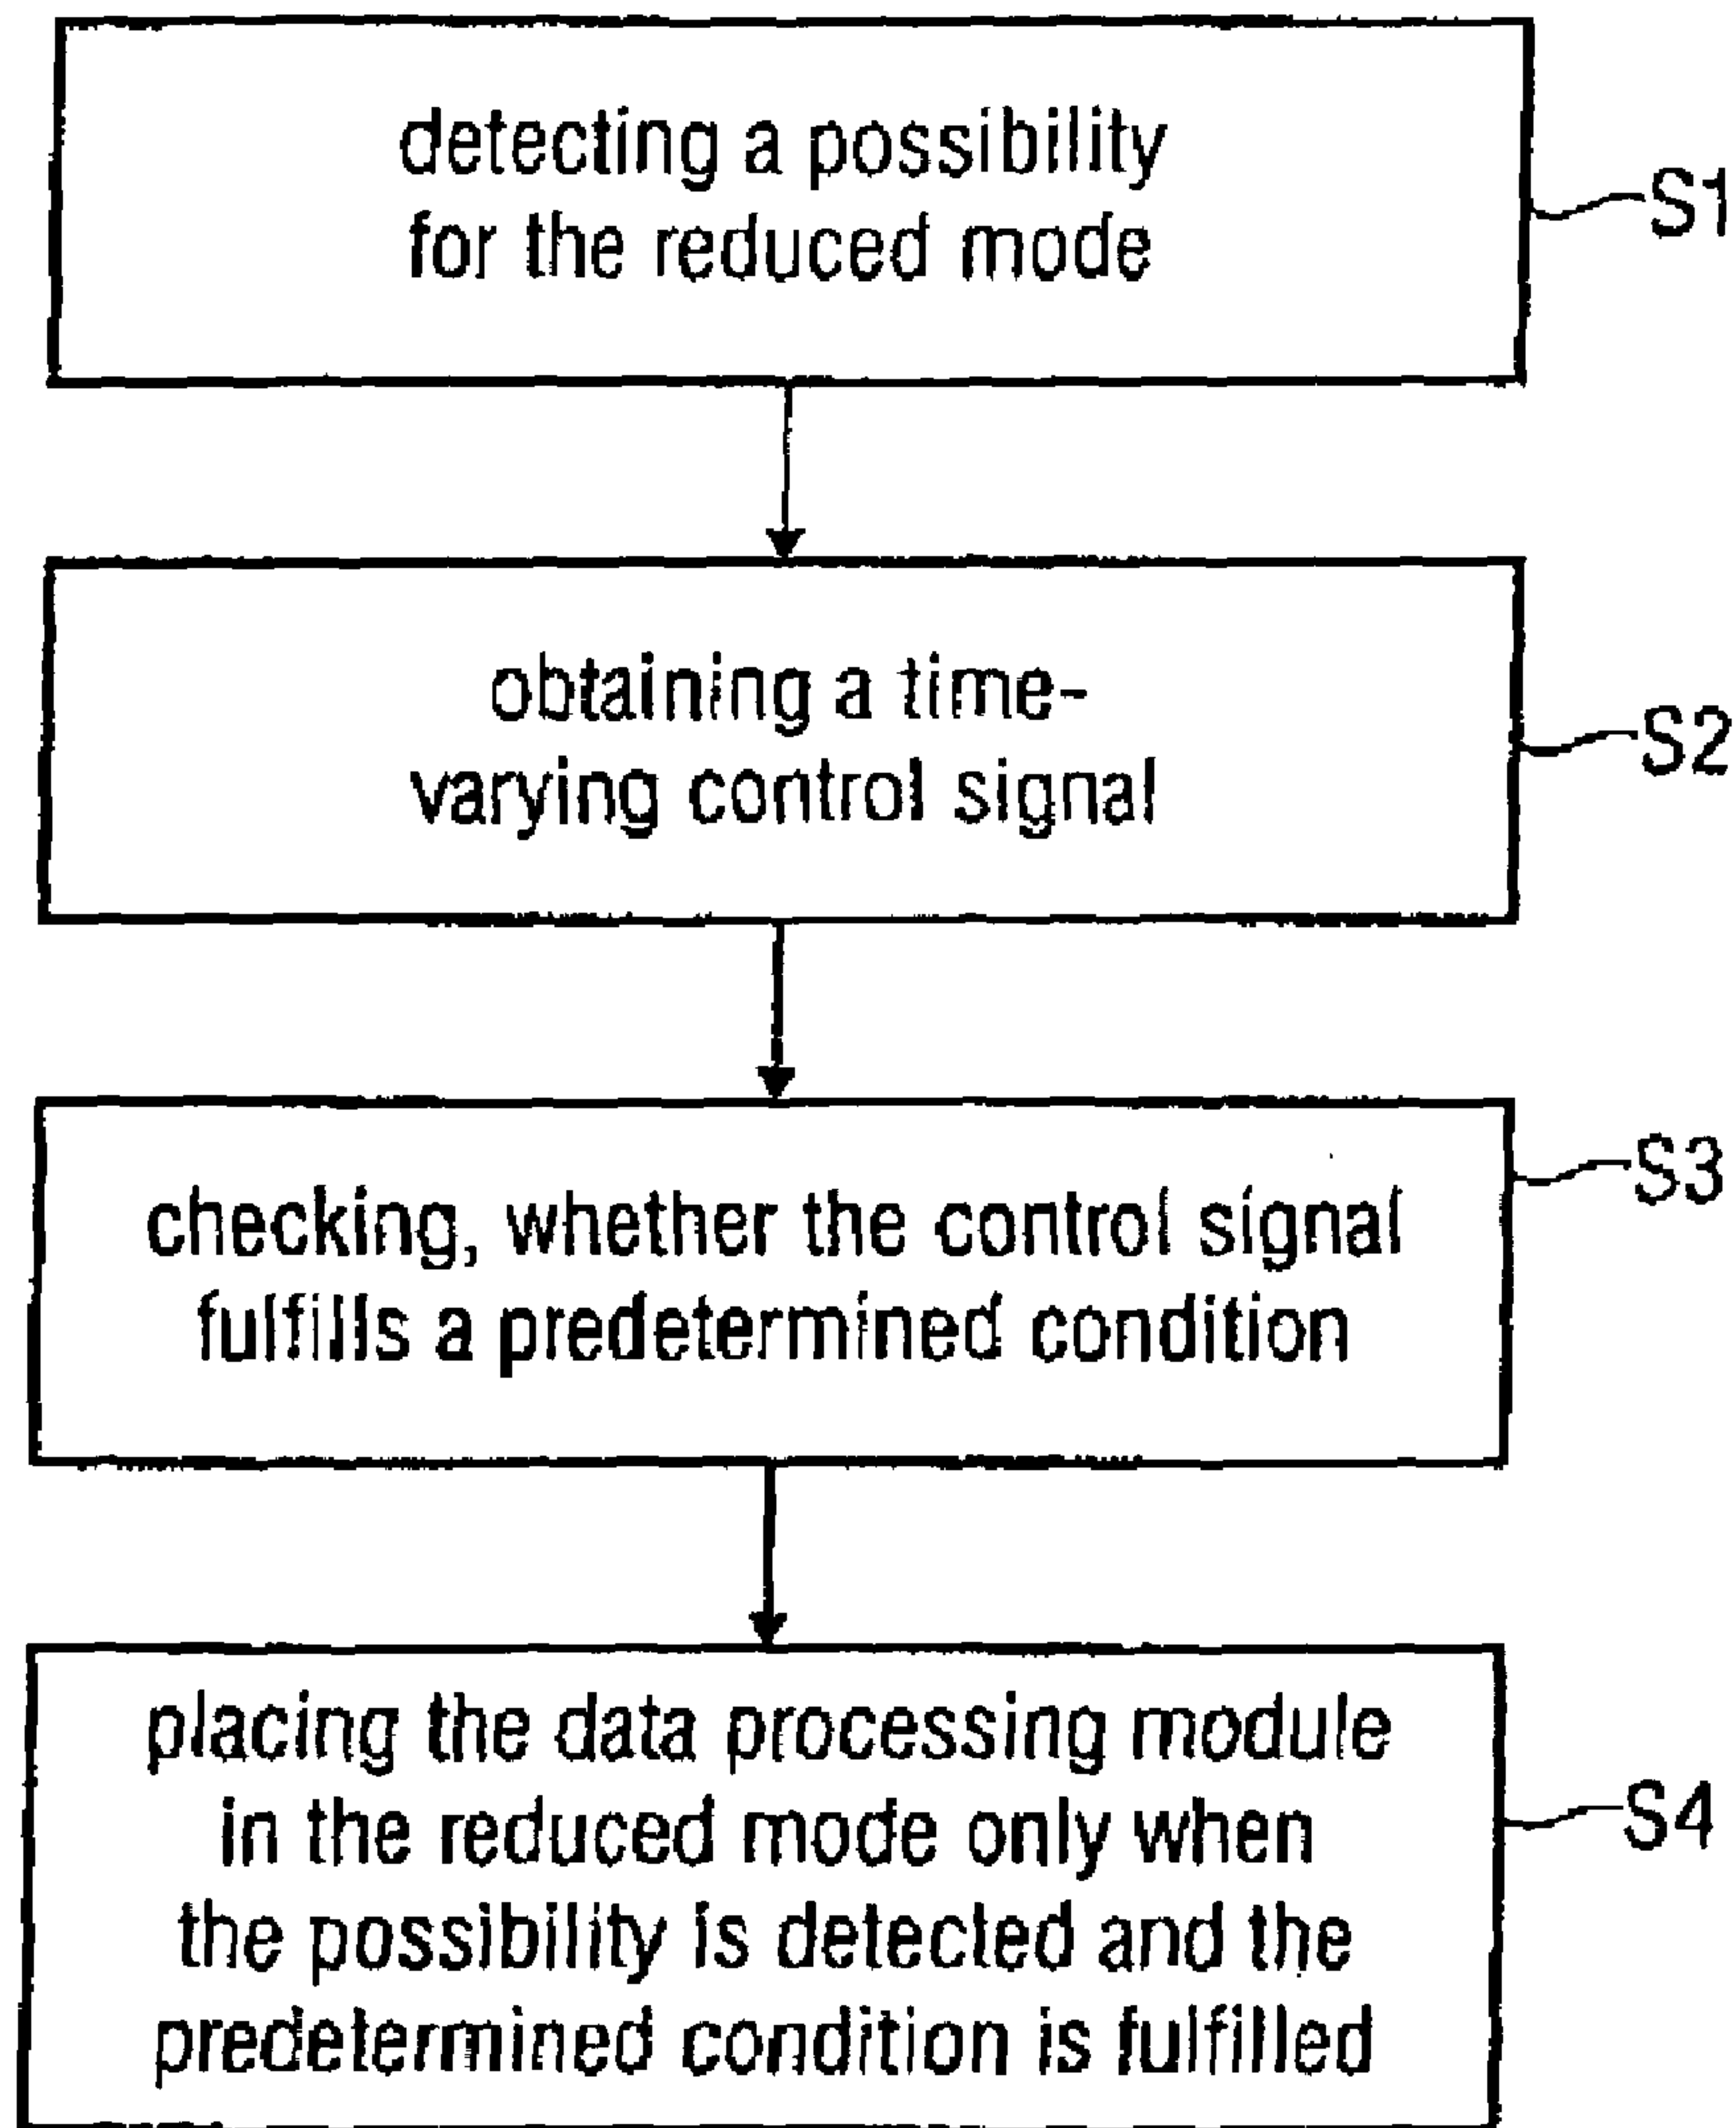 detecting a possibility
for the reduced mode
S1
obtaining a time-
varying control signal
S2
checking, whether the control signal
fulfills a predetermined condition
S3
placing the data processing module
in the reduced mode only when
the possibility is detected and the
predetermined condition is fulfilled
S4